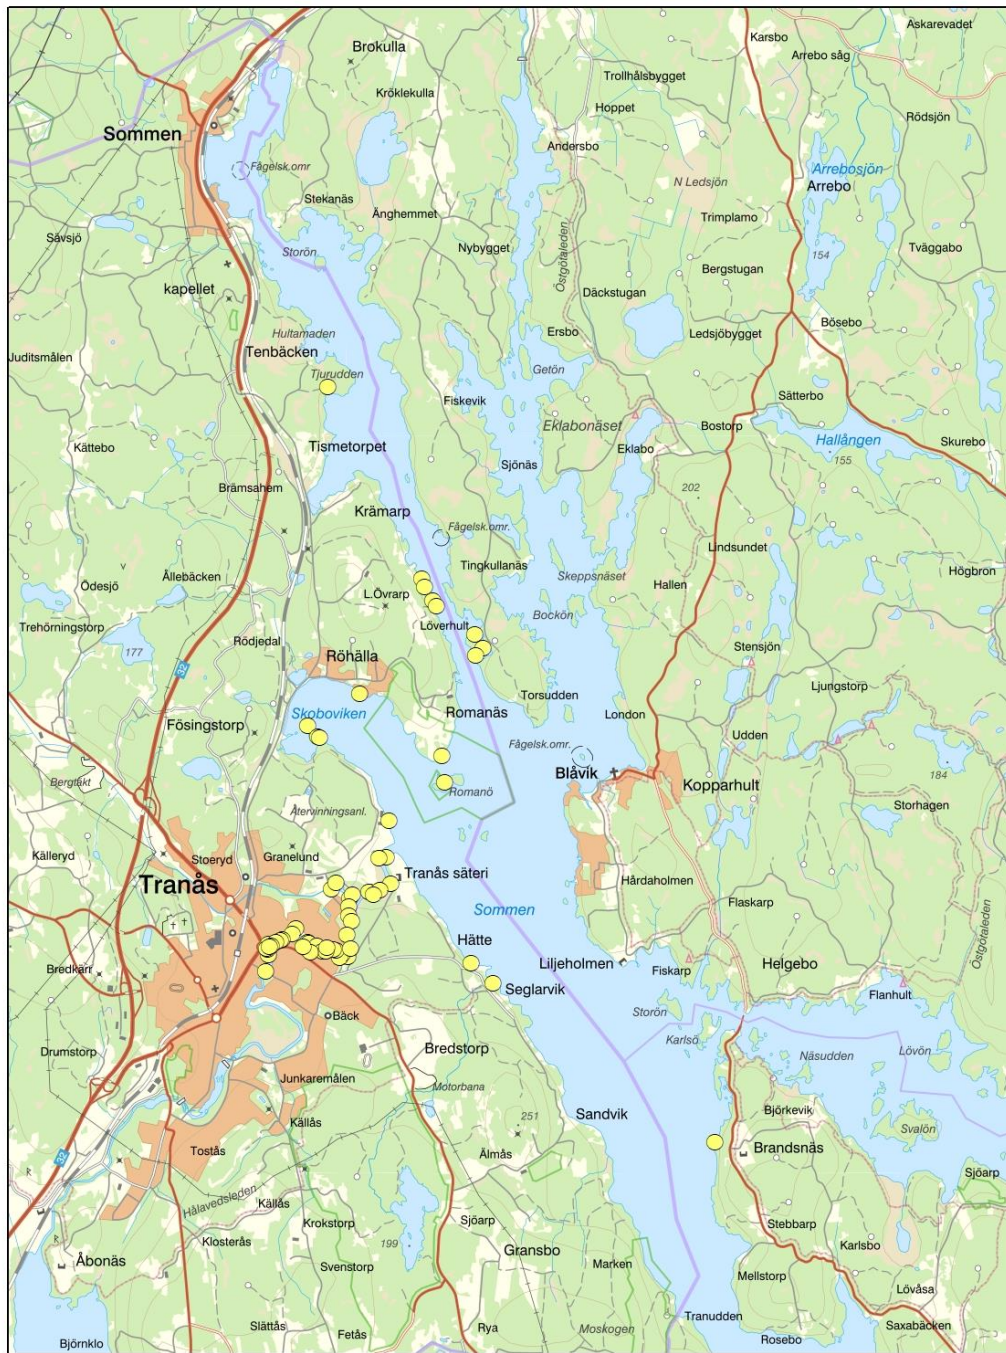 Askarevadet
Karsbo
Brokulla
Arrebo såg
Trollhålsbygget
Kröklekulla
Hoppet
Rödsjön
Sommen
Andersbo
Fågelsk.omr
Arrebosjön
N Ledsjön
Arrebo
Stekanäs
Änghemmet
Trimplamo
Sävsjö
Nybygget
Tväggabo
Storön
154
Östgötaleden
Bergstugan
kapellet
Däckstugan
Bösebo
Hultamaden
Ersbo
Ledsjöbygget
Tenbäcken
Juditsmålen
Tjurudden
Getön
Sätterbo
Fiskevik
Eklabonäset
Bostorp
Hallången
Skurebo
Kättebo
Tismetorpet
Eklabo
155
Sjönäs
Brämsahem
202
Krämarp
Fågelsk.omr.
Lindsundet
Tingkullanäs
Högbron
Ödesjö
Ållebäcken
Skeppsnäset
Hallen
L.Övrarp
Bockön
Trehörningstorp
Löverhult
Rödjedal
177
Röhälla
Stensjön
32
Ljungstorp
Torsudden
Skoboviken
Romanäs
London
Fösingstorp
Udden
Fågelsk.omr.
Blåvik
184
Bergtäkt
Romanö
Kopparhult
Storhagen
Återvinningsanl.
Källeryd
Stoeryd
Granelund
Tranås säteri
Tranås
Hårdaholmen
Flaskarp
Sommen
Hätte
Östgötaleden
Bredkärr
Liljeholmen
Fiskarp
Helgebo
Seglarvik
Flanhult
Storön
Bäck
Karlsö
Drumstorp
Bredstorp
Näsudden
Lövön
Junkaremålen
Motorbana
Källås
251
Sandvik
Björkevik
Svalön
Tostås
Älmås
Brandsnäs
32
Sjöarp
Hålavedsleden
Källås
Sjöarp
Krokstorp
Stebbarp
Klosterås
199
Karlsbo
Åbonäs
Gransbo
Svenstorp
Marken
Mellstorp
Lövåsa
Tranudden
Slättås
Rya
Moskogen
Saxabäcken
Björnklo
Fetås
Rosebo